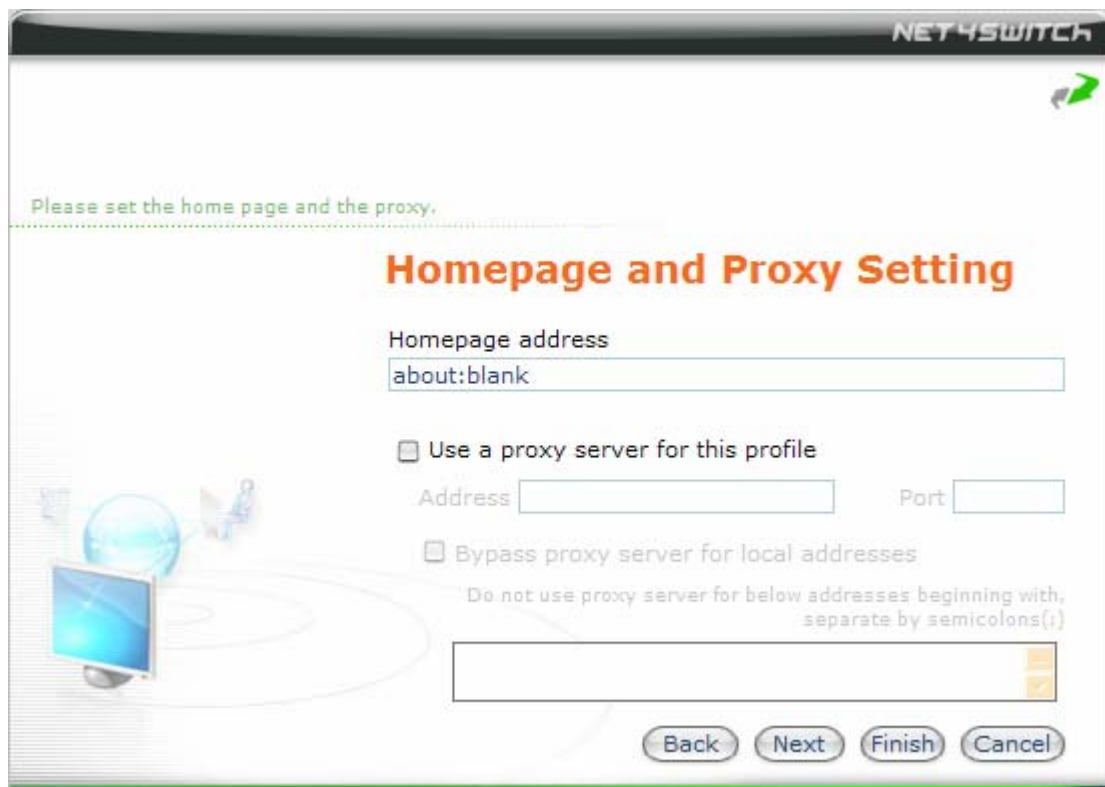 NET4SWITCH
Please set the home page and the proxy.
Homepage and Proxy Setting
Homepage address
about:blank
Use a proxy server for this profile
Address Port
Bypass proxy server for local addresses
Do not use proxy server for below addresses beginning with,
separate by semicolons(;)
Back Next Finish Cancel